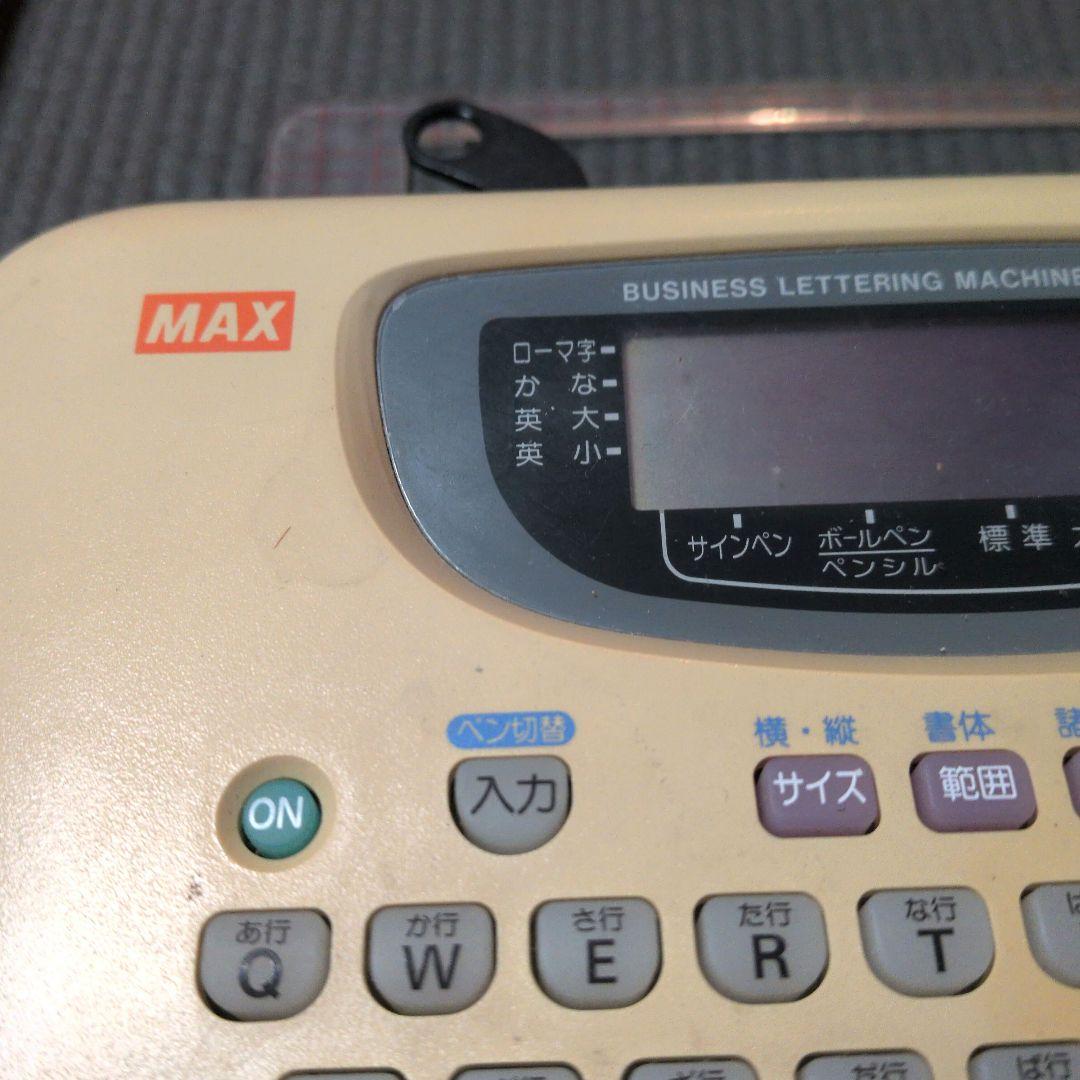 BUSINESS LETTERING MACHINE
MAX
ローマ字
かな
英大
英小
サインペン
ボールペン
ペンシル
標準
ペン切替
横・縦
書体
ON
入力
サイズ
範囲
あ行
か行
さ行
た行
な行
Q
W
E
R
T
ば行